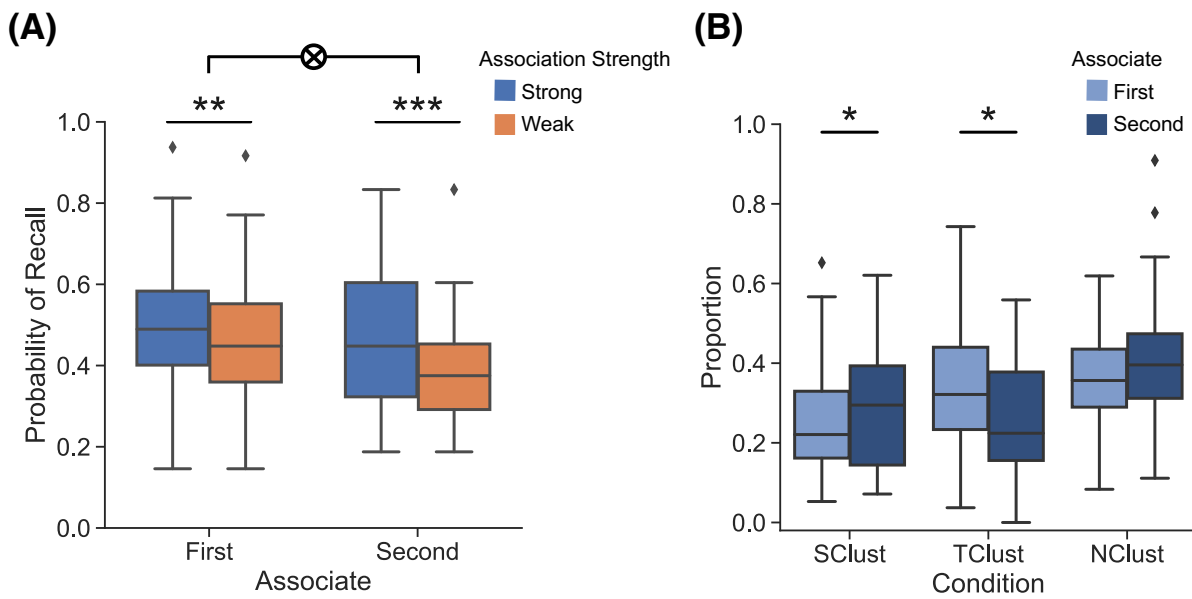 (A)
Association Strength
Strong
Weak
**
***
1.0
0.8
0.6
0.4
0.2
0.0
Probability of Recall
First
Second
Associate
(B)
Associate
First
Second
*
*
1.0
0.8
0.6
0.4
0.2
0.0
Proportion
SClust
TClust
NClust
Condition